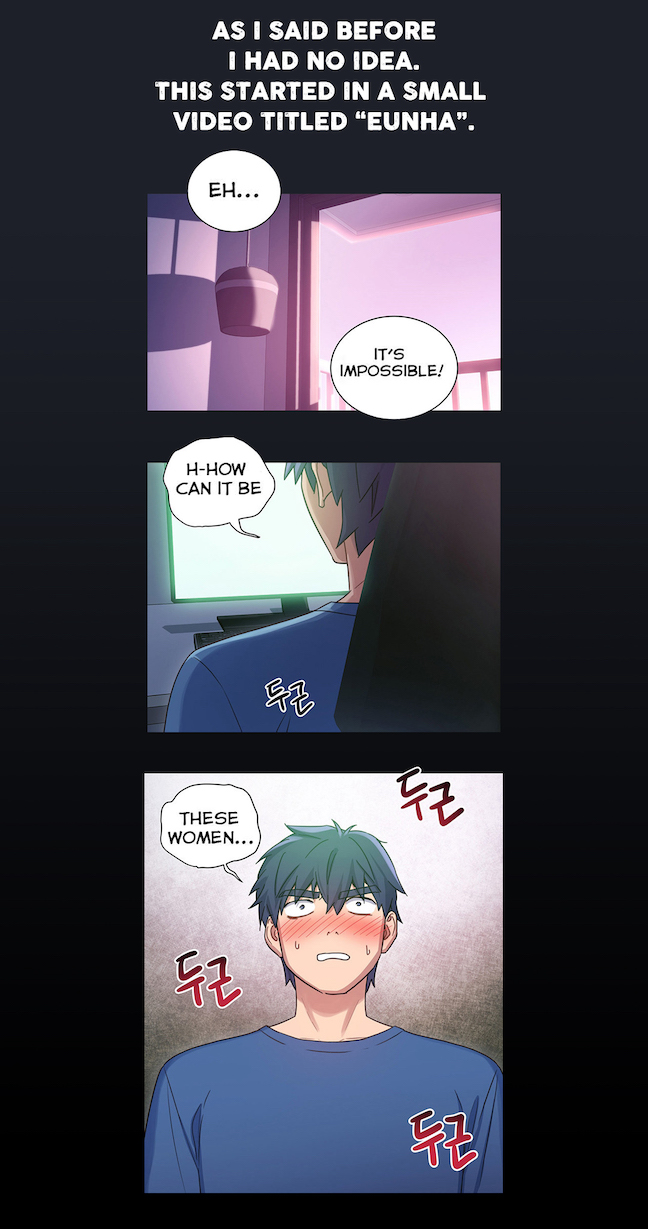 AS I SAID BEFORE
I HAD NO IDEA.
THIS STARTED IN A SMALL
VIDEO TITLED “EUNHA”.
EH...
IT'S
IMPOSSIBLE!
H-HOW
CAN IT BE
두근
두근
THESE
WOMEN...
두근
두근